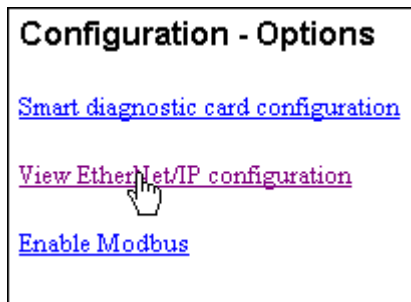 Configuration - Options
Smart diagnostic card configuration
View EtherNet/IP configuration
Enable Modbus